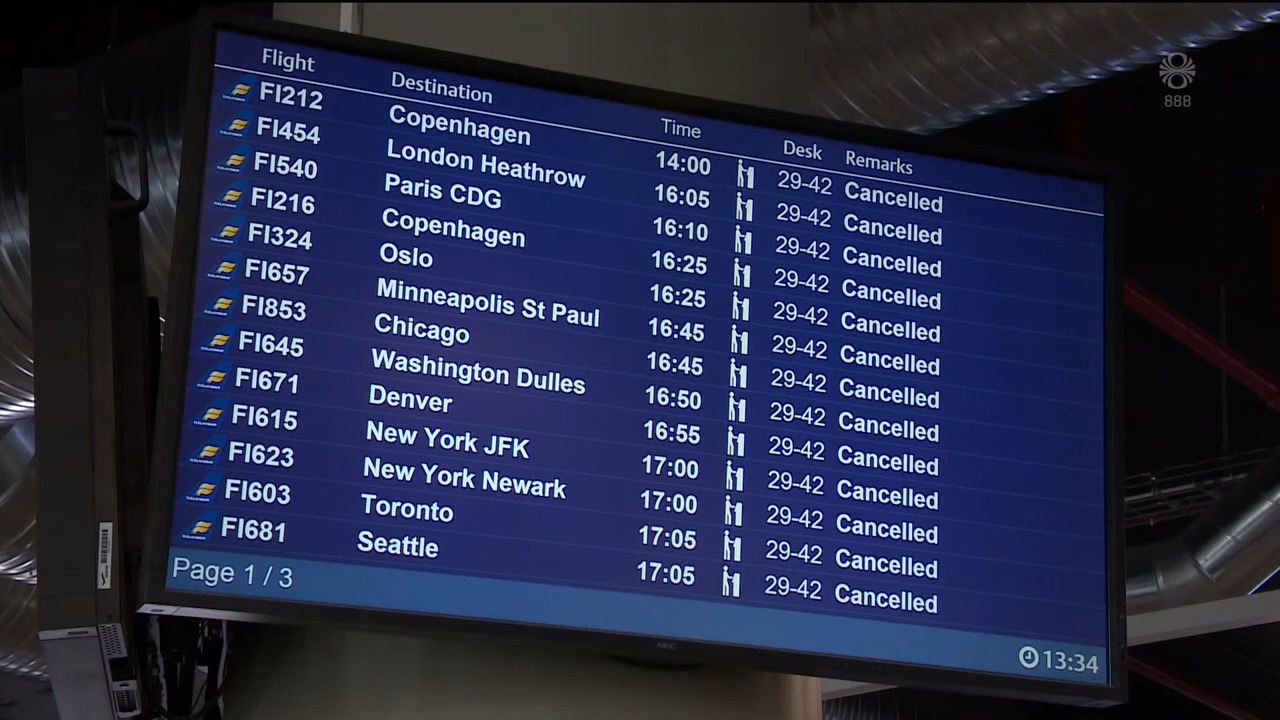 888
Flight Destination Time Desk Remarks
FI212 Copenhagen 14:00 29-42 Cancelled
FI454 London Heathrow 16:05 29-42 Cancelled
FI540 Paris CDG 16:10 29-42 Cancelled
FI216 Copenhagen 16:25 29-42 Cancelled
FI324 Oslo 16:25 29-42 Cancelled
FI657 Minneapolis St Paul 16:45 29-42 Cancelled
FI853 Chicago 16:45 29-42 Cancelled
FI645 Washington Dulles 16:50 29-42 Cancelled
FI671 Denver 16:55 29-42 Cancelled
FI615 New York JFK 17:00 29-42 Cancelled
FI623 New York Newark 17:00 29-42 Cancelled
FI603 Toronto 17:05 29-42 Cancelled
FI681 Seattle 17:05 29-42 Cancelled
Page 1 / 3
13:34
NEC